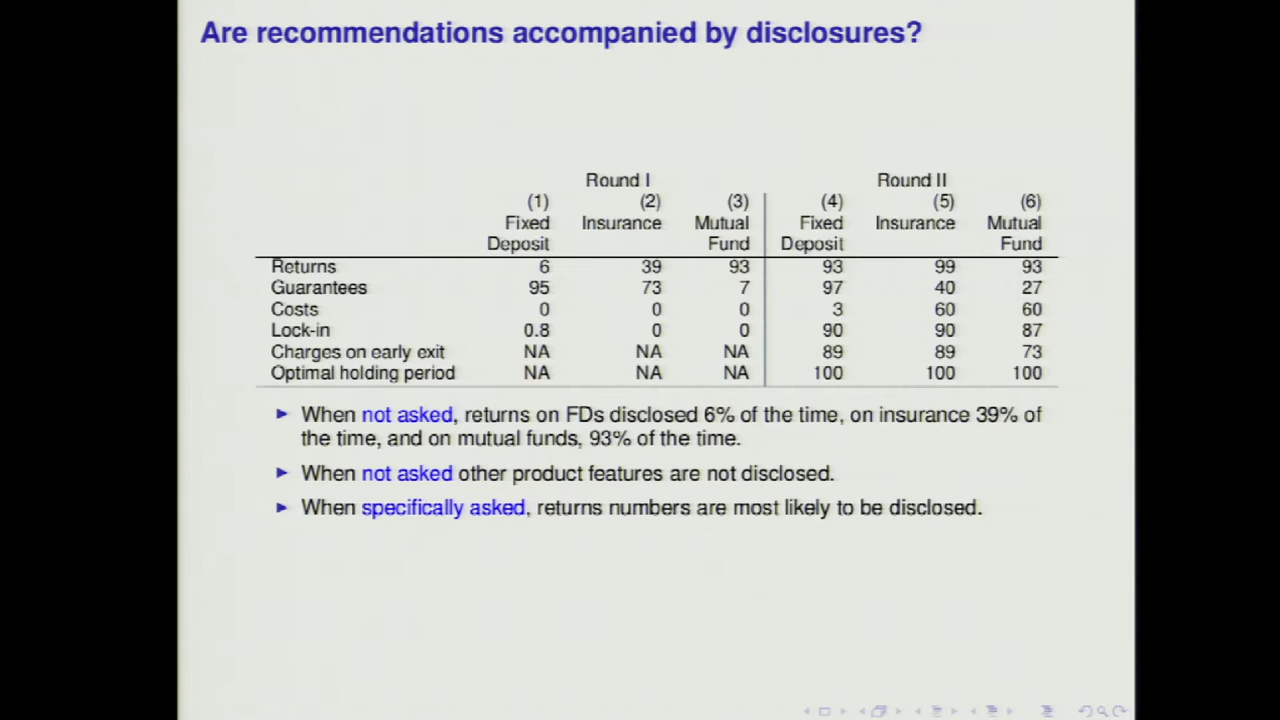 Are recommendations accompanied by disclosures?
Round I Round II
(1) (2) (3) (4) (5) (6)
Fixed Insurance Mutual Fixed Insurance Mutual
Deposit Fund Deposit Fund
Returns 6 39 93 93 99 93
Guarantees 95 73 7 97 40 27
Costs 0 0 0 3 60 60
Lock-in 0.8 0 0 90 90 87
Charges on early exit NA NA NA 89 89 73
Optimal holding period NA NA NA 100 100 100
When not asked, returns on FDs disclosed 6% of the time, on insurance 39% of
the time, and on mutual funds, 93% of the time.
When not asked other product features are not disclosed.
When specifically asked, returns numbers are most likely to be disclosed.